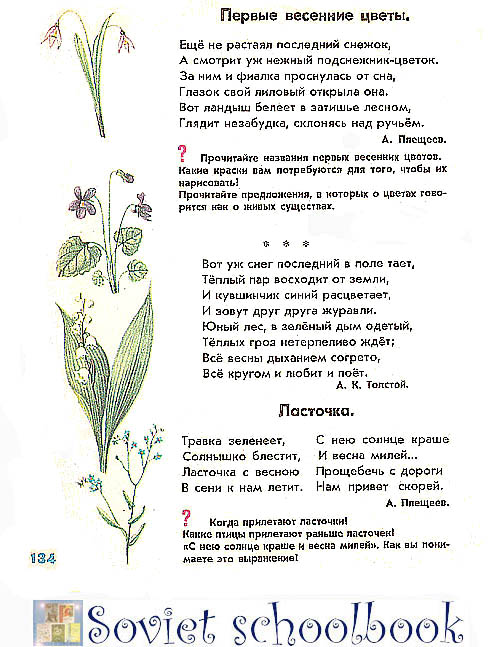 Первые весенние цветы.
Ещё не растаял последний снежок,
А смотрит уж нежный подснежник-цветок.
За ним и фиалка проснулась от сна,
Глазок свой лиловый открыла она.
Вот ландыш белеет в затишье лесном,
Глядит незабудка, склонясь над ручьём.
А. Плещеев.
? Прочитайте названия первых весенних цветов.
Какие краски вам потребуются для того, чтобы их
нарисовать?
Прочитайте предложения, в которых о цветах гово-
рится как о живых существах.
* * *
Вот уж снег последний в поле тает,
Тёплый пар восходит от земли,
И кувшинчик синий расцветает,
И зовут друг друга журавли.
Юный лес, в зелёный дым одетый,
Тёплых гроз нетерпеливо ждёт;
Всё весны дыханием согрето,
Всё кругом и любит и поёт.
А. К. Толстой.
Ласточка.
Травка зеленеет,
Солнышко блестит,
Ласточка с весною
В сени к нам летит.
С нею солнце краше
И весна милей...
Прощебечь с дороги
Нам привет скорей.
А. Плещеев.
? Когда прилетают ласточки?
Какие птицы прилетают раньше ласточек?
«С нею солнце краше и весна милей». Как вы пони-
маете это выражение?
134
Soviet schoolbook